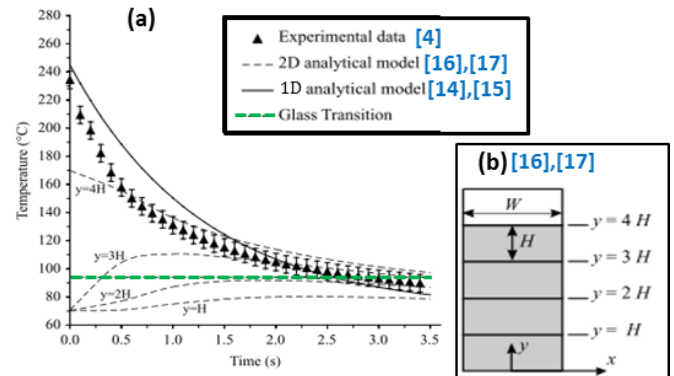 (a)
Experimental data [4]
2D analytical model [16],[17]
1D analytical model [14],[15]
Glass Transition
Temperature (°C)
280
260
240
220
200
180
160
140
120
100
80
60
y=4H
y=3H
y=2H
y=H
0.0 0.5 1.0 1.5 2.0 2.5 3.0 3.5
Time (s)
(b) [16],[17]
W
H
y = 4 H
y = 3 H
y = 2 H
y = H
y
x